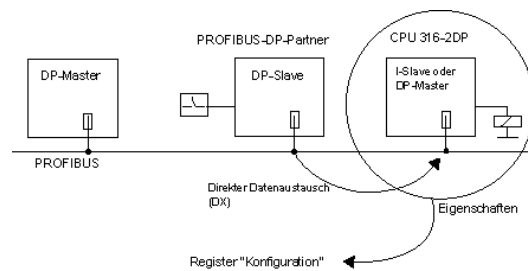 CPU 316-2DP
PROFIBUS-DP-Partner
DP-Master
DP-Slave
I-Slave oder
DP-Master
PROFIBUS
Direkter Datenaustausch
(DX)
Eigenschaften
Register "Konfiguration"